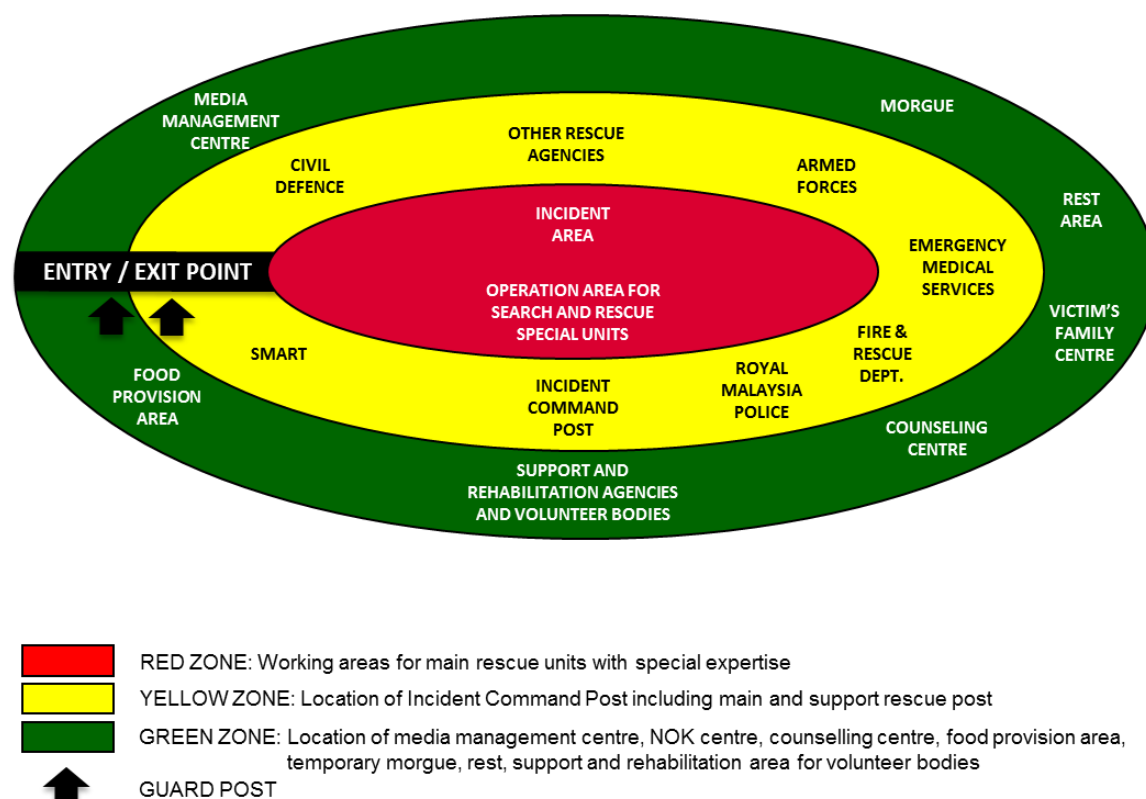 MEDIA
MANAGEMENT
CENTRE
MORGUE
OTHER RESCUE
AGENCIES
CIVIL
DEFENCE
ARMED
FORCES
REST
AREA
INCIDENT
AREA
EMERGENCY
MEDICAL
SERVICES
ENTRY / EXIT POINT
OPERATION AREA FOR
SEARCH AND RESCUE
SPECIAL UNITS
VICTIM'S
FAMILY
CENTRE
SMART
FIRE &
RESCUE
DEPT.
FOOD
PROVISION
AREA
ROYAL
MALAYSIA
POLICE
INCIDENT
COMMAND
POST
COUNSELING
CENTRE
SUPPORT AND
REHABILITATION AGENCIES
AND VOLUNTEER BODIES
RED ZONE: Working areas for main rescue units with special expertise
YELLOW ZONE: Location of Incident Command Post including main and support rescue post
GREEN ZONE: Location of media management centre, NOK centre, counselling centre, food provision area,
temporary morgue, rest, support and rehabilitation area for volunteer bodies
GUARD POST